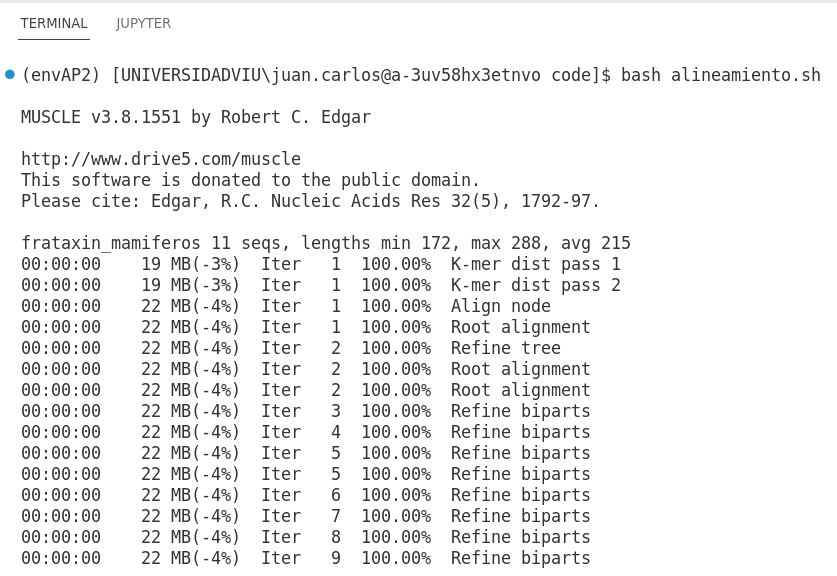 TERMINAL JUPYTER
(envAP2) [UNIVERSIDADVIU\juan.carlos@a-3uv58hx3etnvo code]$ bash alineamiento.sh
MUSCLE v3.8.1551 by Robert C. Edgar
http://www.drive5.com/muscle
This software is donated to the public domain.
Please cite: Edgar, R.C. Nucleic Acids Res 32(5), 1792-97.
frataxin_mamiferos 11 seqs, lengths min 172, max 288, avg 215
00:00:00    19 MB(-3%)  Iter   1  100.00%  K-mer dist pass 1
00:00:00    19 MB(-3%)  Iter   1  100.00%  K-mer dist pass 2
00:00:00    22 MB(-4%)  Iter   1  100.00%  Align node
00:00:00    22 MB(-4%)  Iter   1  100.00%  Root alignment
00:00:00    22 MB(-4%)  Iter   2  100.00%  Refine tree
00:00:00    22 MB(-4%)  Iter   2  100.00%  Root alignment
00:00:00    22 MB(-4%)  Iter   2  100.00%  Root alignment
00:00:00    22 MB(-4%)  Iter   3  100.00%  Refine biparts
00:00:00    22 MB(-4%)  Iter   4  100.00%  Refine biparts
00:00:00    22 MB(-4%)  Iter   5  100.00%  Refine biparts
00:00:00    22 MB(-4%)  Iter   5  100.00%  Refine biparts
00:00:00    22 MB(-4%)  Iter   6  100.00%  Refine biparts
00:00:00    22 MB(-4%)  Iter   7  100.00%  Refine biparts
00:00:00    22 MB(-4%)  Iter   8  100.00%  Refine biparts
00:00:00    22 MB(-4%)  Iter   9  100.00%  Refine biparts